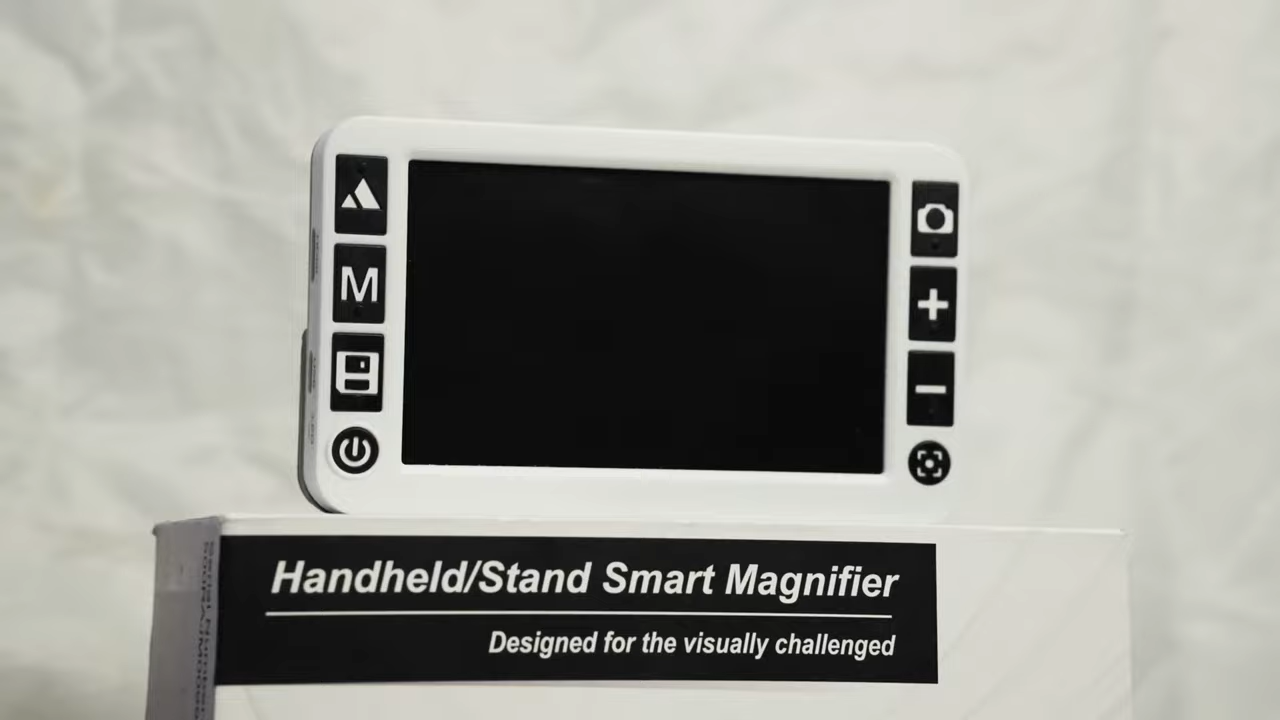 M
Handheld/Stand Smart Magnifier
Designed for the visually challenged